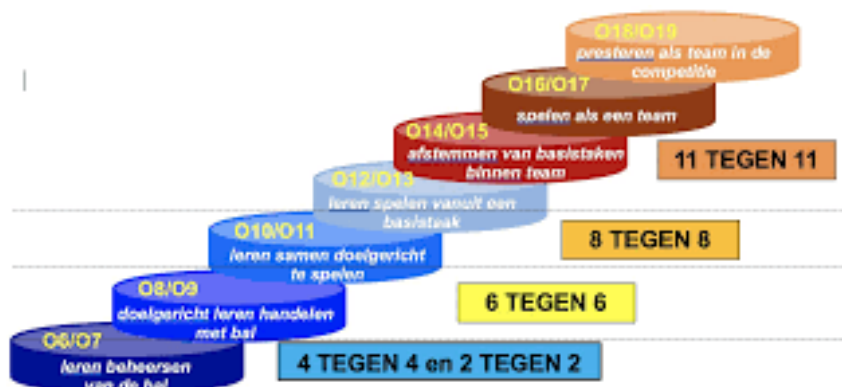 O18/O19
presteren als team in de
competitie
O16/O17
spelen als een team
O14/O15
afstemmen van basistaken
binnen team
11 TEGEN 11
O12/O13
leren spelen vanuit een
basistaak
O10/O11
leren samen doelgericht
te spelen
8 TEGEN 8
O8/O9
doelgericht leren handelen
met bal
6 TEGEN 6
O6/O7
leren beheersen
van de bal
4 TEGEN 4 en 2 TEGEN 2